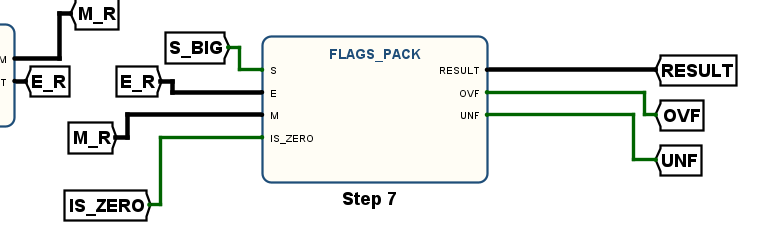 M_R
M
T
E_R
S_BIG
E_R
M_R
IS_ZERO
FLAGS_PACK
S
E
M
IS_ZERO
RESULT
OVF
UNF
Step 7
RESULT
OVF
UNF